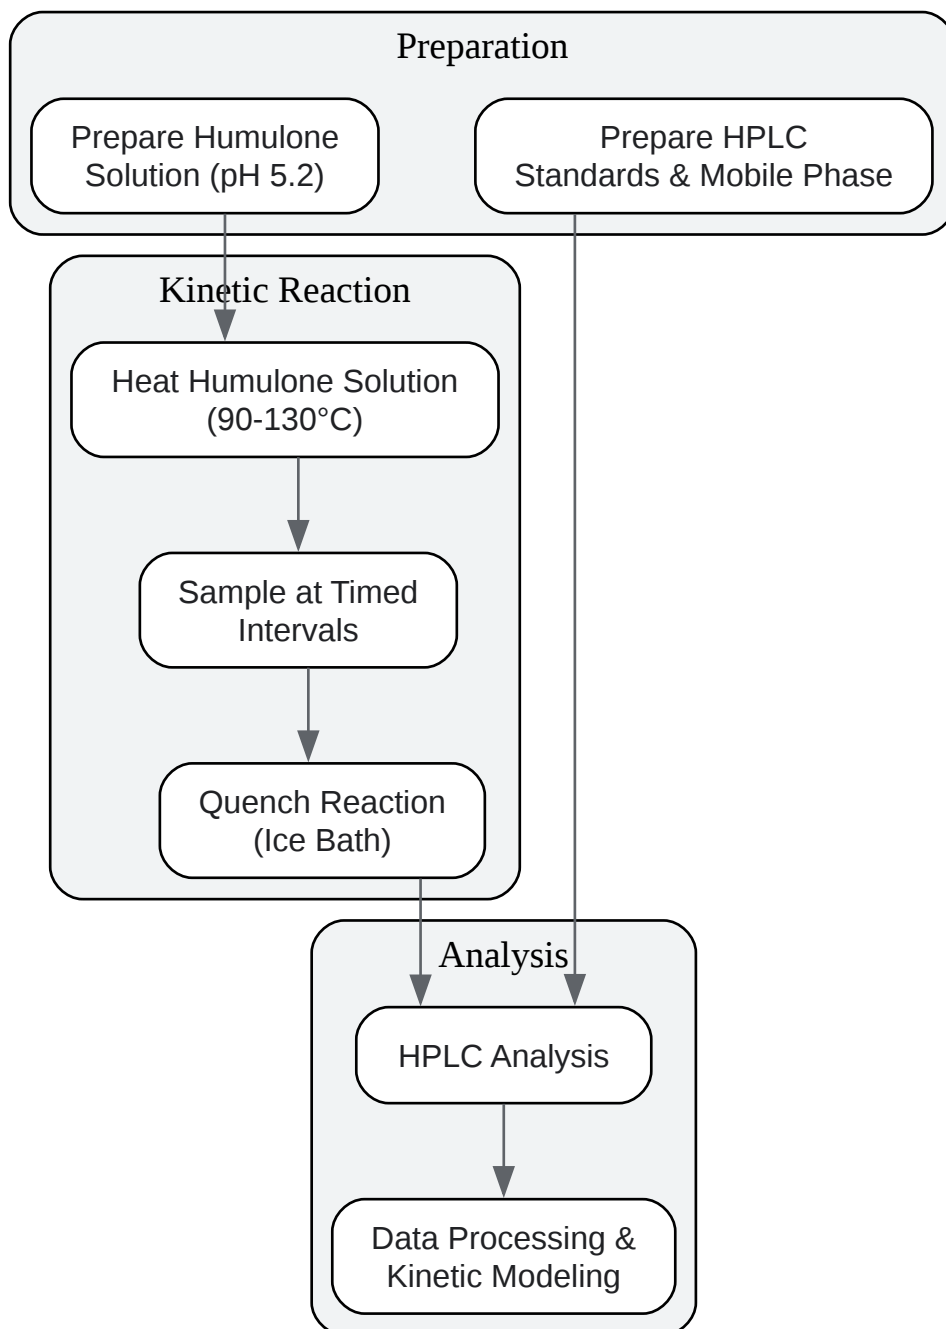 Preparation
Prepare Humulone
Solution (pH 5.2)
Prepare HPLC
Standards & Mobile Phase
Kinetic Reaction
Heat Humulone Solution
(90-130°C)
Sample at Timed
Intervals
Quench Reaction
(Ice Bath)
Analysis
HPLC Analysis
Data Processing &
Kinetic Modeling